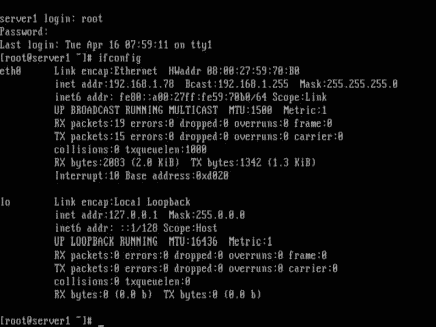 server1 login: root
Password:
Last login: Tue Apr 16 07:59:11 on tty1
[root@server1 ~]# ifconfig
eth0      Link encap:Ethernet  HWaddr 08:00:27:59:70:B0
          inet addr:192.168.1.78  Bcast:192.168.1.255  Mask:255.255.255.0
          inet6 addr: fe80::a00:27ff:fe59:70b0/64 Scope:Link
          UP BROADCAST RUNNING MULTICAST  MTU:1500  Metric:1
          RX packets:19 errors:0 dropped:0 overruns:0 frame:0
          TX packets:15 errors:0 dropped:0 overruns:0 carrier:0
          collisions:0 txqueuelen:1000
          RX bytes:2083 (2.0 KiB)  TX bytes:1342 (1.3 KiB)
          Interrupt:10 Base address:0xd020

lo        Link encap:Local Loopback
          inet addr:127.0.0.1  Mask:255.0.0.0
          inet6 addr: ::1/128 Scope:Host
          UP LOOPBACK RUNNING  MTU:16436  Metric:1
          RX packets:0 errors:0 dropped:0 overruns:0 frame:0
          TX packets:0 errors:0 dropped:0 overruns:0 carrier:0
          collisions:0 txqueuelen:0
          RX bytes:0 (0.0 b)  TX bytes:0 (0.0 b)

[root@server1 ~]# _